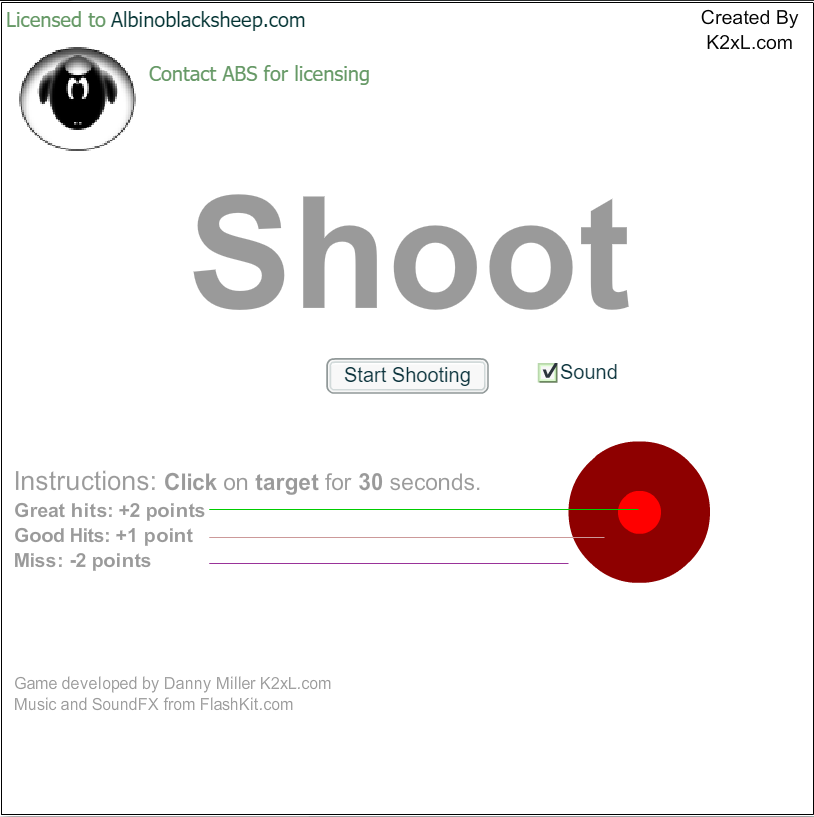 Licensed to Albinoblacksheep.com
Created By
K2xL.com
Contact ABS for licensing
Shoot
Start Shooting
Sound
Instructions: Click on target for 30 seconds.
Great hits: +2 points
Good Hits: +1 point
Miss: -2 points
Game developed by Danny Miller K2xL.com
Music and SoundFX from FlashKit.com